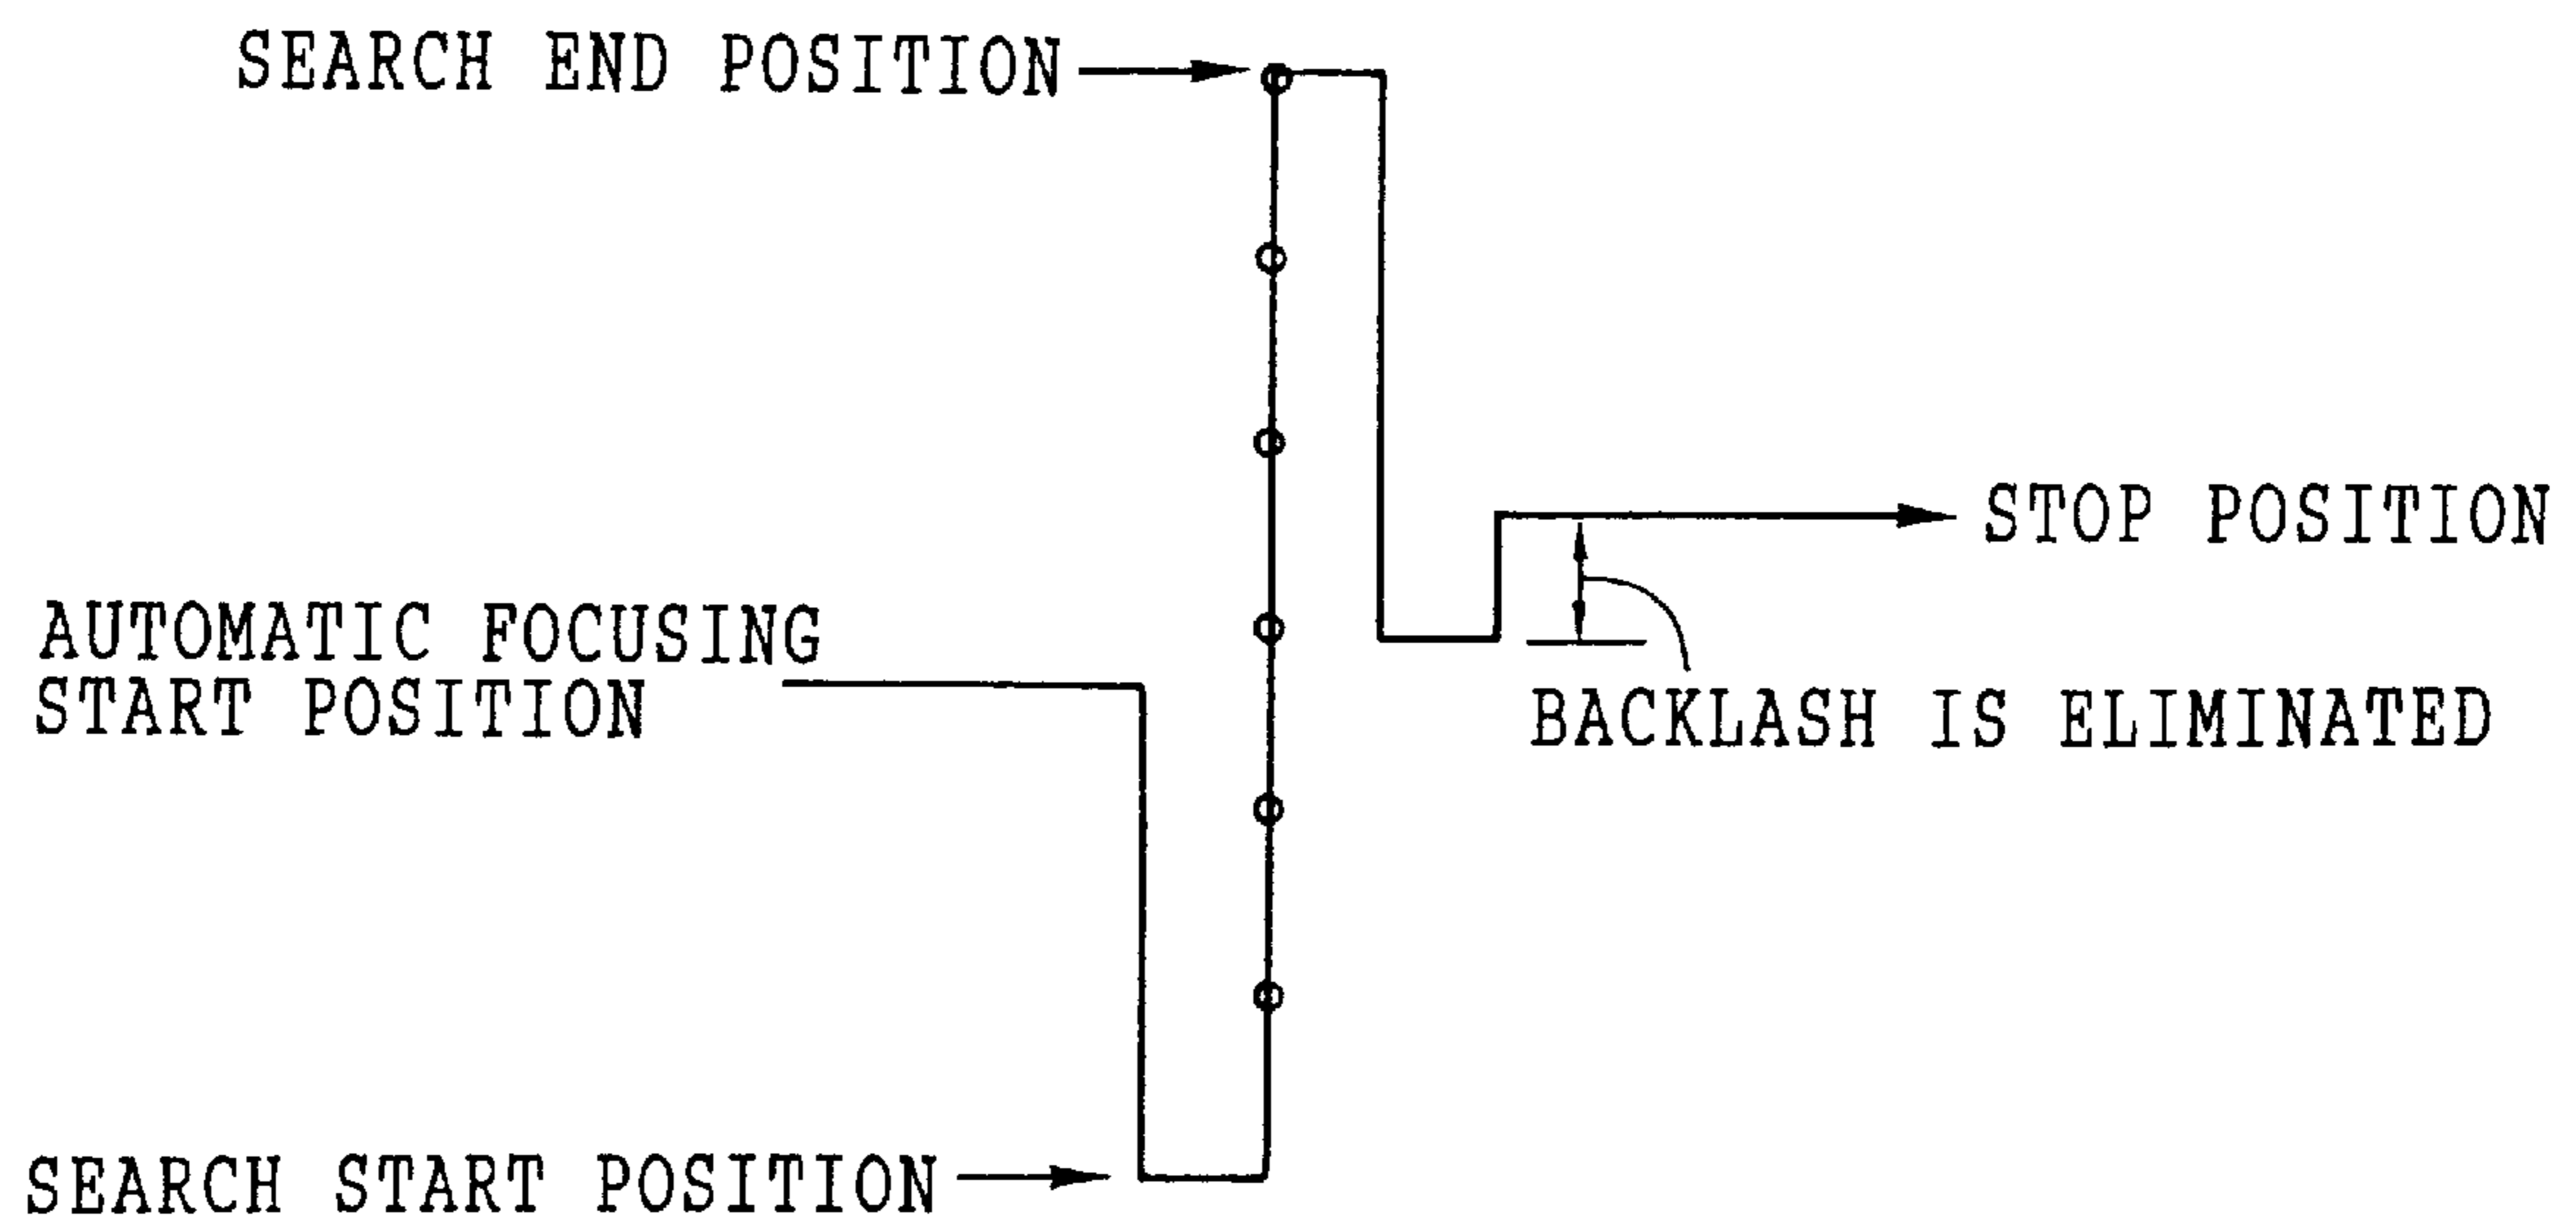 SEARCH END POSITION
STOP POSITION
AUTOMATIC FOCUSING
START POSITION
BACKLASH IS ELIMINATED
SEARCH START POSITION